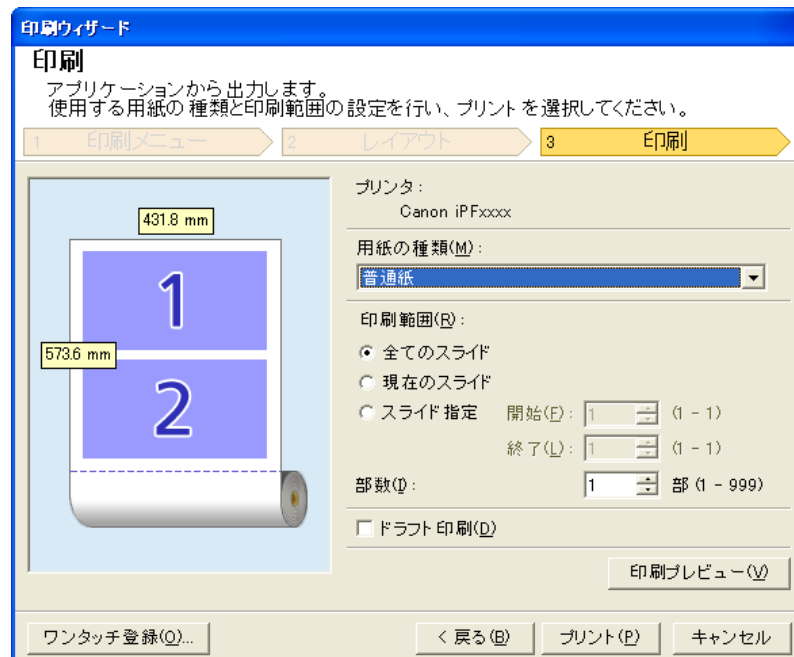 印刷ウィザード
印刷
アプリケーションから出力します。
使用する用紙の種類と印刷範囲の設定を行い、プリントを選択してください。
1 印刷メニュー 2 レイアウト 3 印刷
プリンタ:
Canon iPFxxxx
用紙の種類(M):
普通紙
印刷範囲(R):
全てのスライド
現在のスライド
スライド指定 開始(F): 1 (1 - 1)
終了(L): 1 (1 - 1)
部数(I): 1 部 (1 - 999)
ドラフト印刷(D)
印刷プレビュー(V)
431.8 mm
1
573.6 mm
2
ワンタッチ登録(O)... < 戻る(B) プリント(P) キャンセル